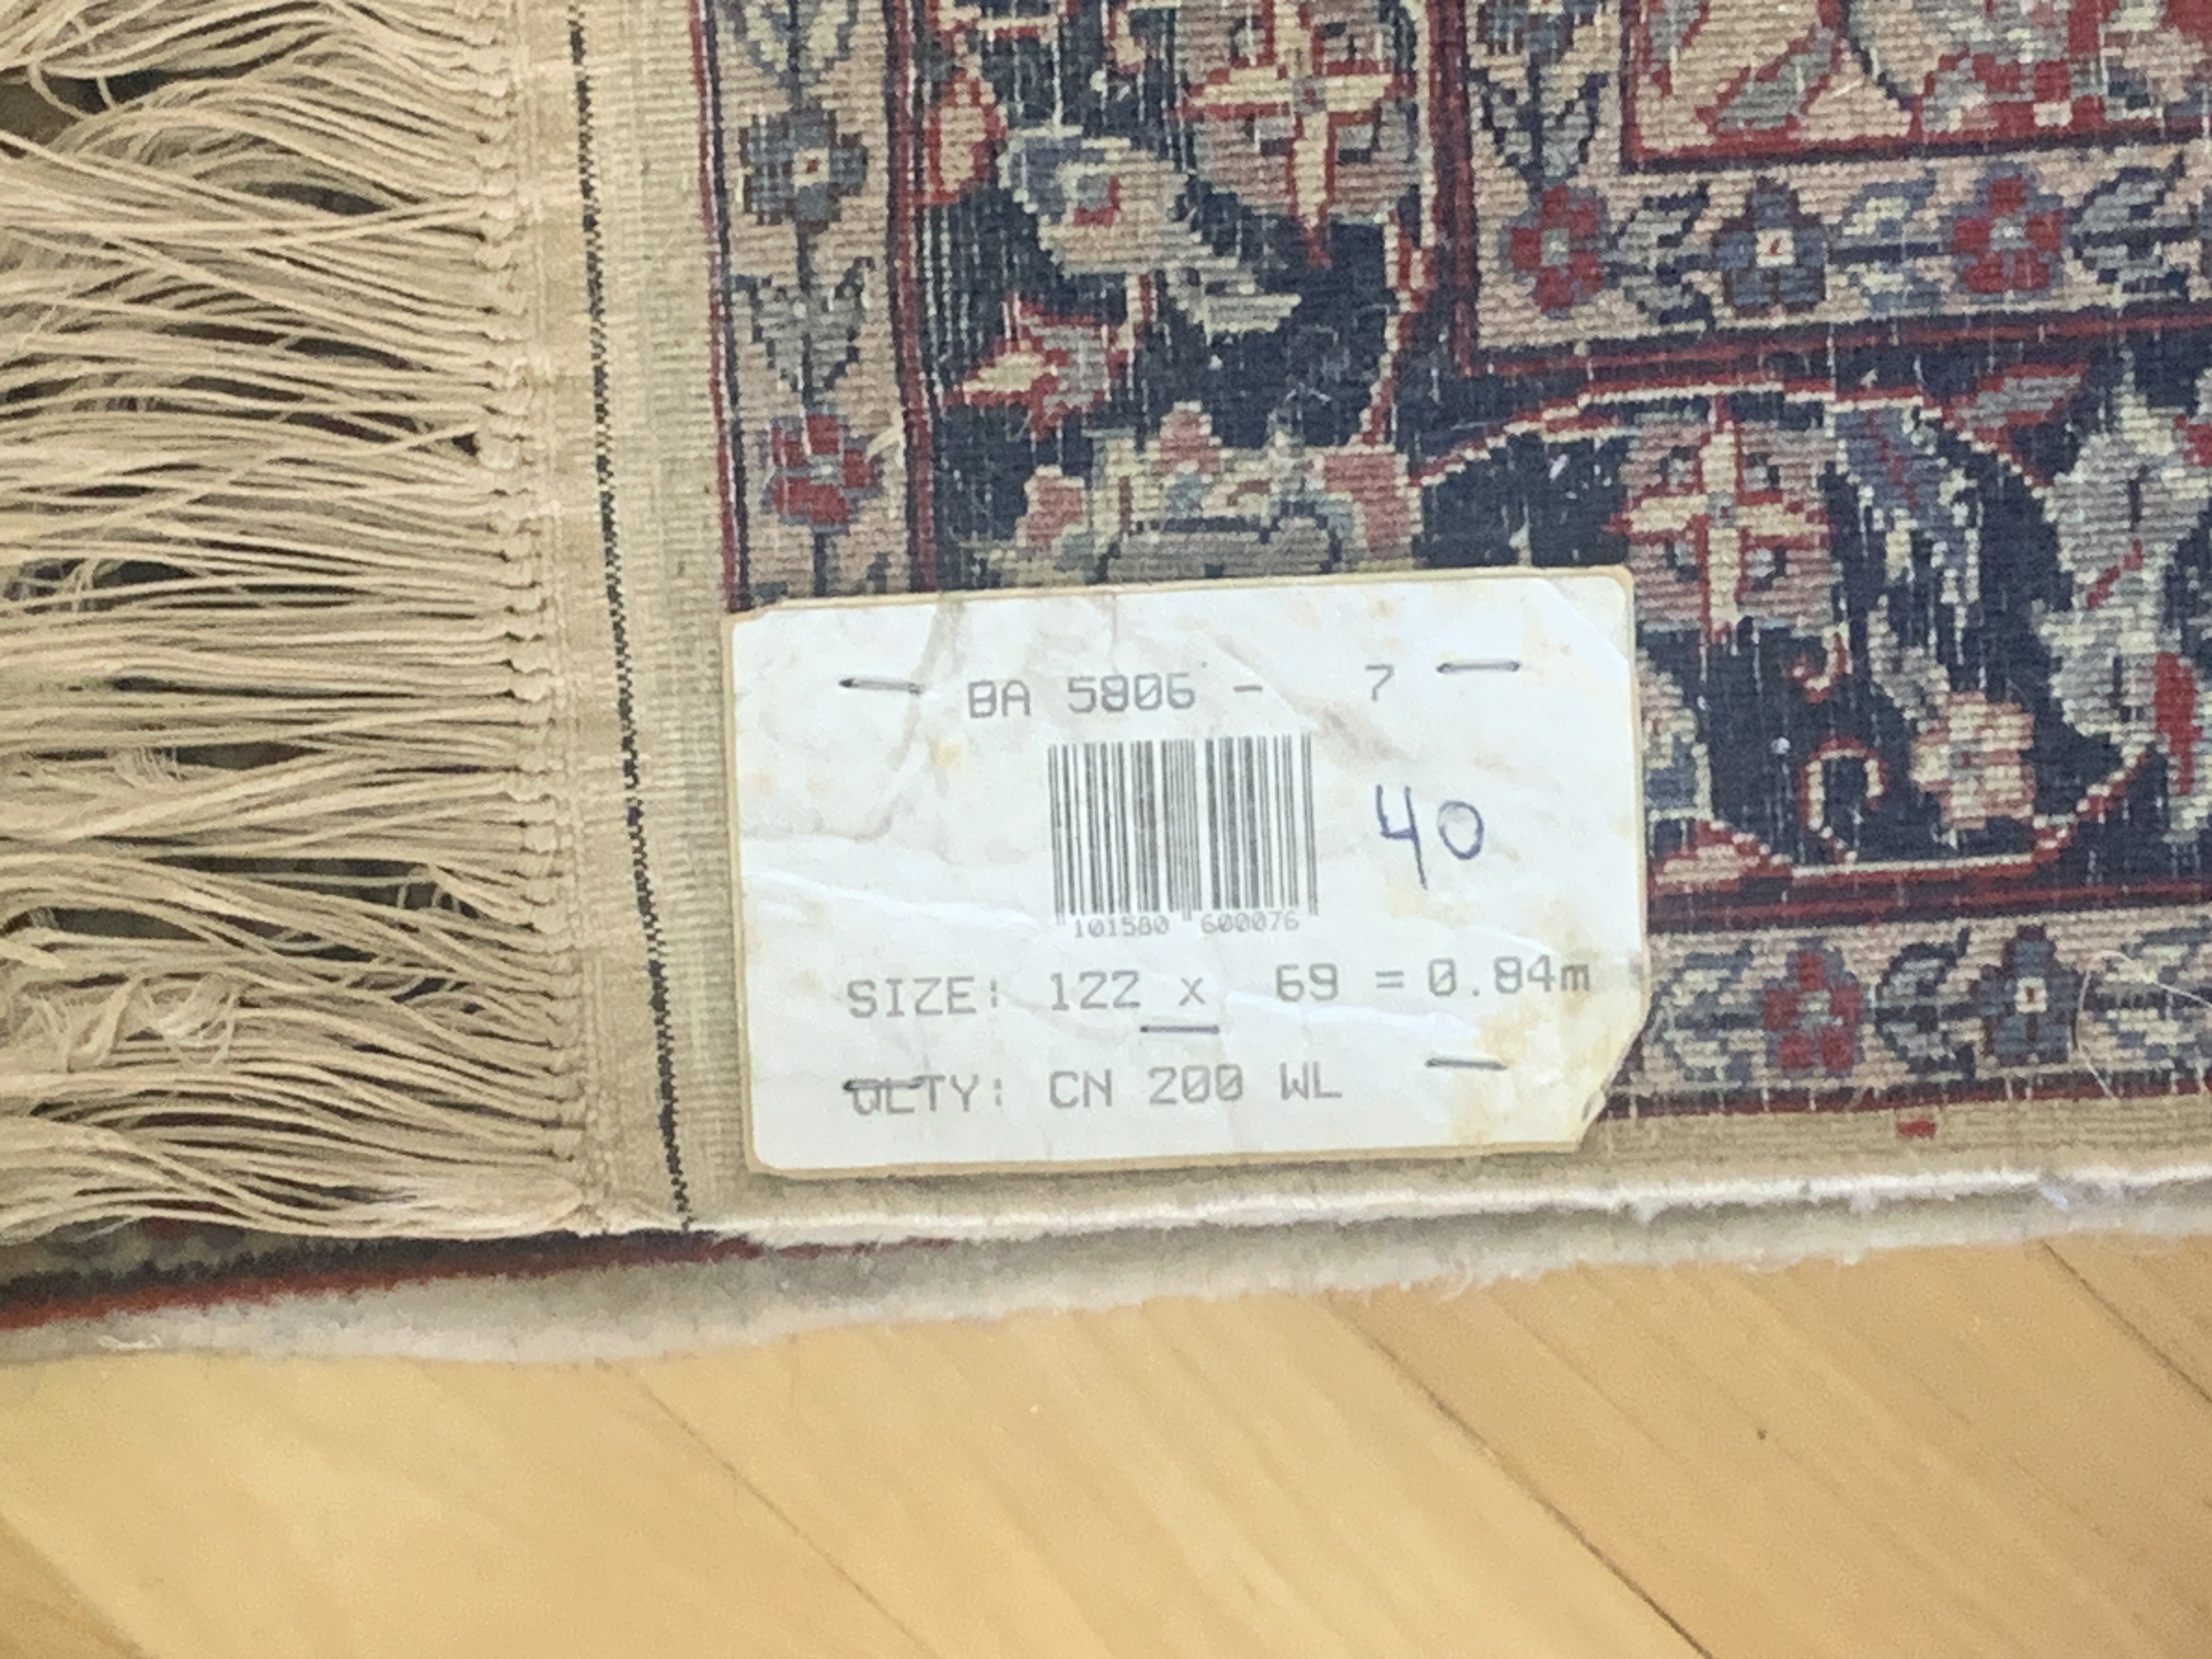 BA 5806 - 7
40
101580 600076
SIZE: 122 x 69 = 0.84m
QLTY: CN 200 WL